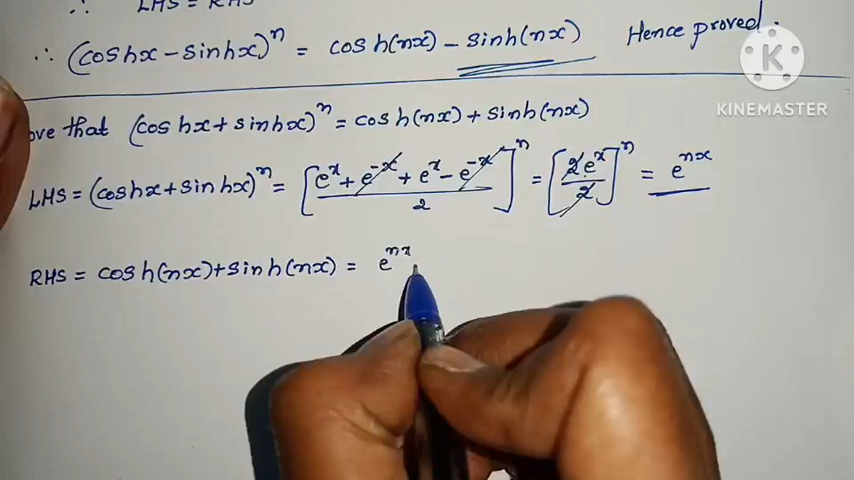 ∴ LHS = RHS
∴ (coshx - sinhx)^n = cosh(nx) - sinh(nx) Hence proved.
KINEMASTER
ove that (coshx + sinhx)^n = cosh(nx) + sinh(nx)
LHS = (coshx + sinhx)^n = [(e^x + e^-x + e^x - e^-x)/2]^n = [2e^x/2]^n = e^nx
RHS = cosh(nx) + sinh(nx) = e^nx